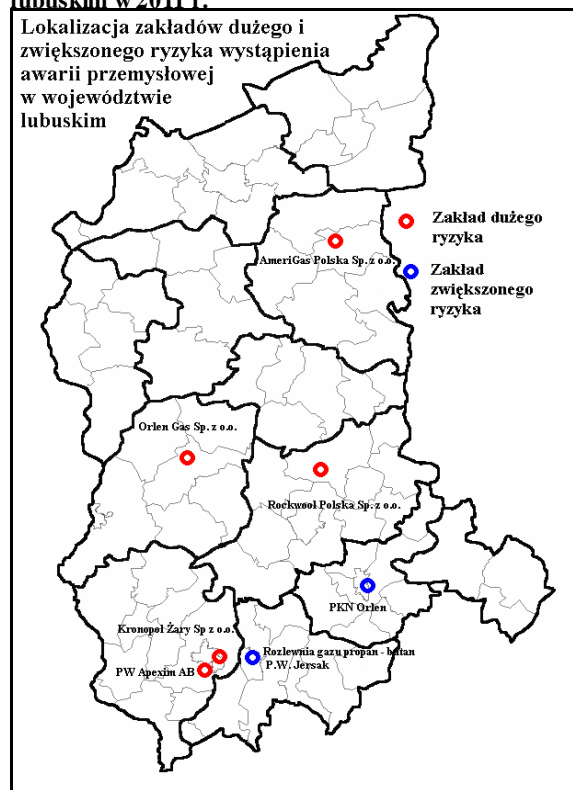 lubuskim w 2011 r.
Lokalizacja zakładów dużego i
zwiększonego ryzyka wystąpienia
awarii przemysłowej
w województwie
lubuskim
Zakład dużego
ryzyka
AmeriGas Polska Sp. z o.o.
Zakład
zwiększonego
ryzyka
Orlen Gas Sp. z o.o.
Rockwool Polska Sp. z o.o.
PKN Orlen
Kronopol Żary Sp z o.o.
Rozlewnia gazu propan - butan
P.W. Jersak
PW Apexim AB